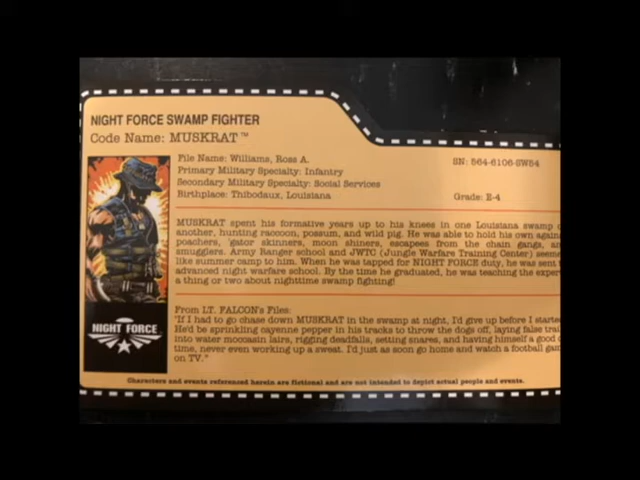 NIGHT FORCE SWAMP FIGHTER
Code Name: MUSKRAT™
File Name: Williams, Ross A.
SN: 564-6106-SW54
Primary Military Specialty: Infantry
Secondary Military Specialty: Social Services
Birthplace: Thibodaux, Louisiana
Grade: E-4
MUSKRAT spent his formative years up to his knees in one Louisiana swamp o
another, hunting raccoon, possum, and wild pig. He was able to hold his own again
poachers, 'gator skinners, moon shiners, escapees from the chain gangs, an
smugglers. Army Ranger school and JWTC (Jungle Warfare Training Center) seeme
like summer camp to him. When he was tapped for NIGHT FORCE duty, he was sent
advanced night warfare school. By the time he graduated, he was teaching the exper
a thing or two about nighttime swamp fighting!
From LT. FALCON's Files:
"If I had to go chase down MUSKRAT in the swamp at night, I'd give up before I starte
He'd be sprinkling cayenne pepper in his tracks to throw the dogs off, laying false trai
into water moccasin lairs, rigging deadfalls, setting snares, and having himself a good o
time, never even working up a sweat. I'd just as soon go home and watch a football gam
on TV."
NIGHT FORCE
Characters and events referenced herein are fictional and are not intended to depict actual people and events.